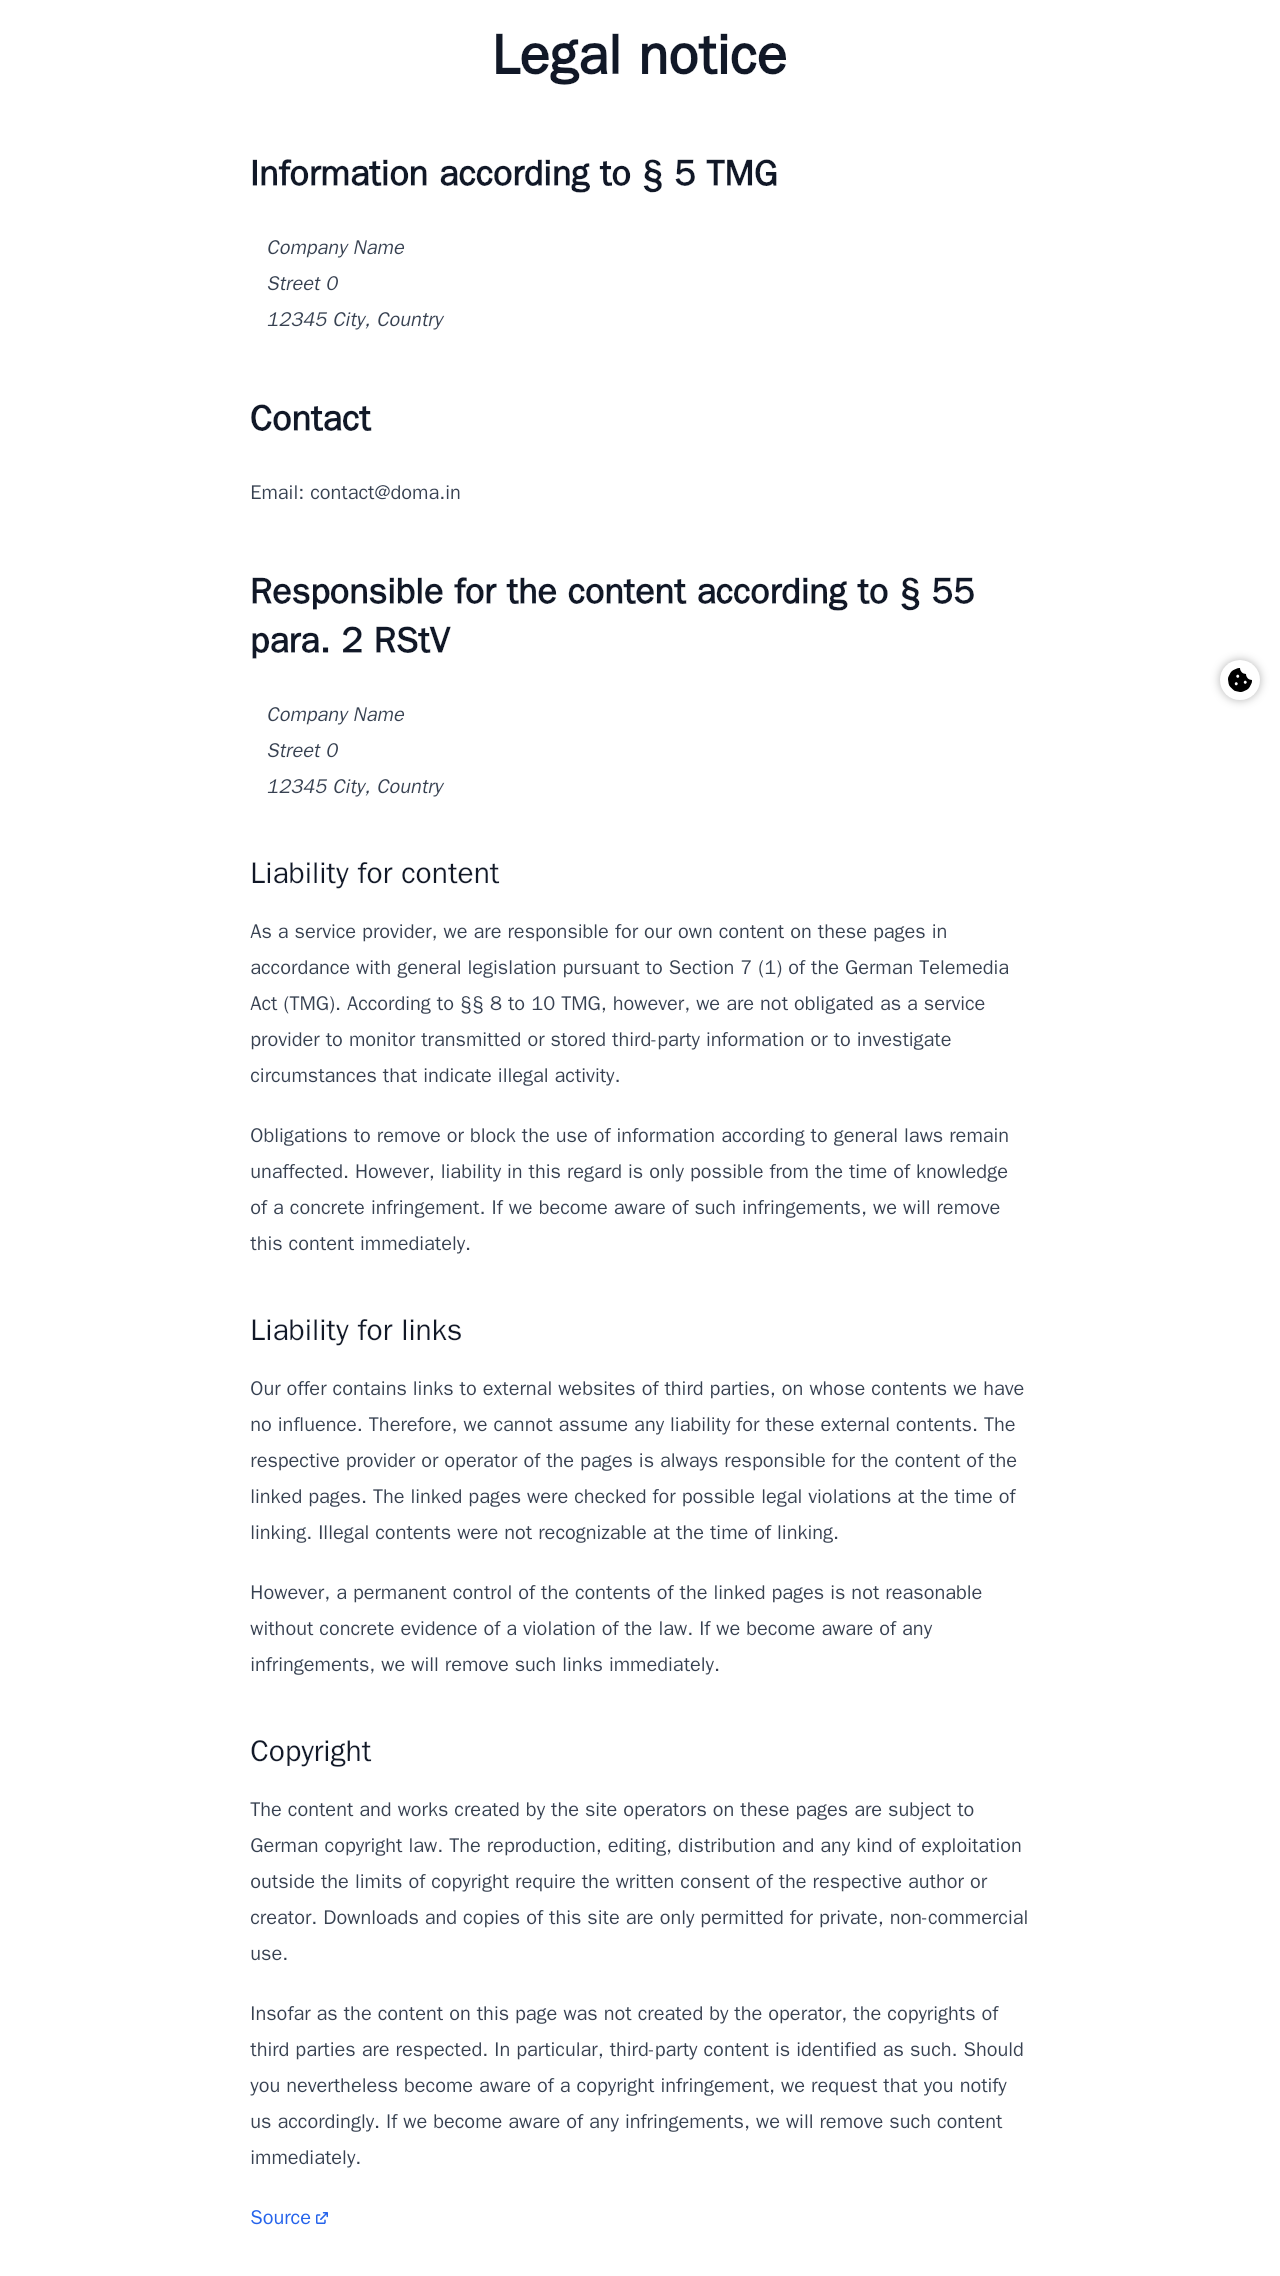 Legal notice
Information according to § 5 TMG
Company Name
Street 0
12345 City, Country
Contact
Email: contact@doma.in
Responsible for the content according to § 55
para. 2 RStV
Company Name
Street 0
12345 City, Country
Liability for content
As a service provider, we are responsible for our own content on these pages in
accordance with general legislation pursuant to Section 7 (1) of the German Telemedia
Act (TMG). According to §§ 8 to 10 TMG, however, we are not obligated as a service
provider to monitor transmitted or stored third-party information or to investigate
circumstances that indicate illegal activity.
Obligations to remove or block the use of information according to general laws remain
unaffected. However, liability in this regard is only possible from the time of knowledge
of a concrete infringement. If we become aware of such infringements, we will remove
this content immediately.
Liability for links
Our offer contains links to external websites of third parties, on whose contents we have
no influence. Therefore, we cannot assume any liability for these external contents. The
respective provider or operator of the pages is always responsible for the content of the
linked pages. The linked pages were checked for possible legal violations at the time of
linking. Illegal contents were not recognizable at the time of linking.
However, a permanent control of the contents of the linked pages is not reasonable
without concrete evidence of a violation of the law. If we become aware of any
infringements, we will remove such links immediately.
Copyright
The content and works created by the site operators on these pages are subject to
German copyright law. The reproduction, editing, distribution and any kind of exploitation
outside the limits of copyright require the written consent of the respective author or
creator. Downloads and copies of this site are only permitted for private, non-commercial
use.
Insofar as the content on this page was not created by the operator, the copyrights of
third parties are respected. In particular, third-party content is identified as such. Should
you nevertheless become aware of a copyright infringement, we request that you notify
us accordingly. If we become aware of any infringements, we will remove such content
immediately.
Source